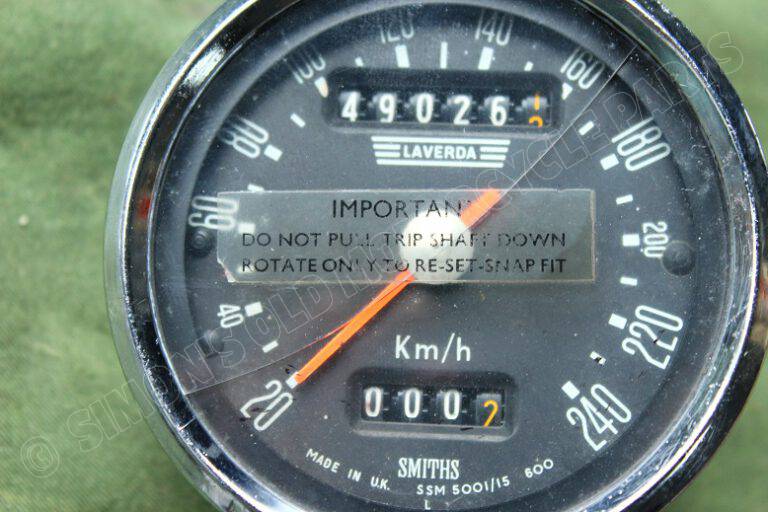 100 120 140 160
49026
80 LAVERDA 180
60 IMPORTANT 200
DO NOT PULL TRIP SHAFT DOWN
ROTATE ONLY TO RE-SET-SNAP FIT
40 Km/h 220
20 000 2 240
MADE IN U.K. SMITHS SSM 5001/15 600
L
© SIMON'S OLD MOTORCYCLE PARTS